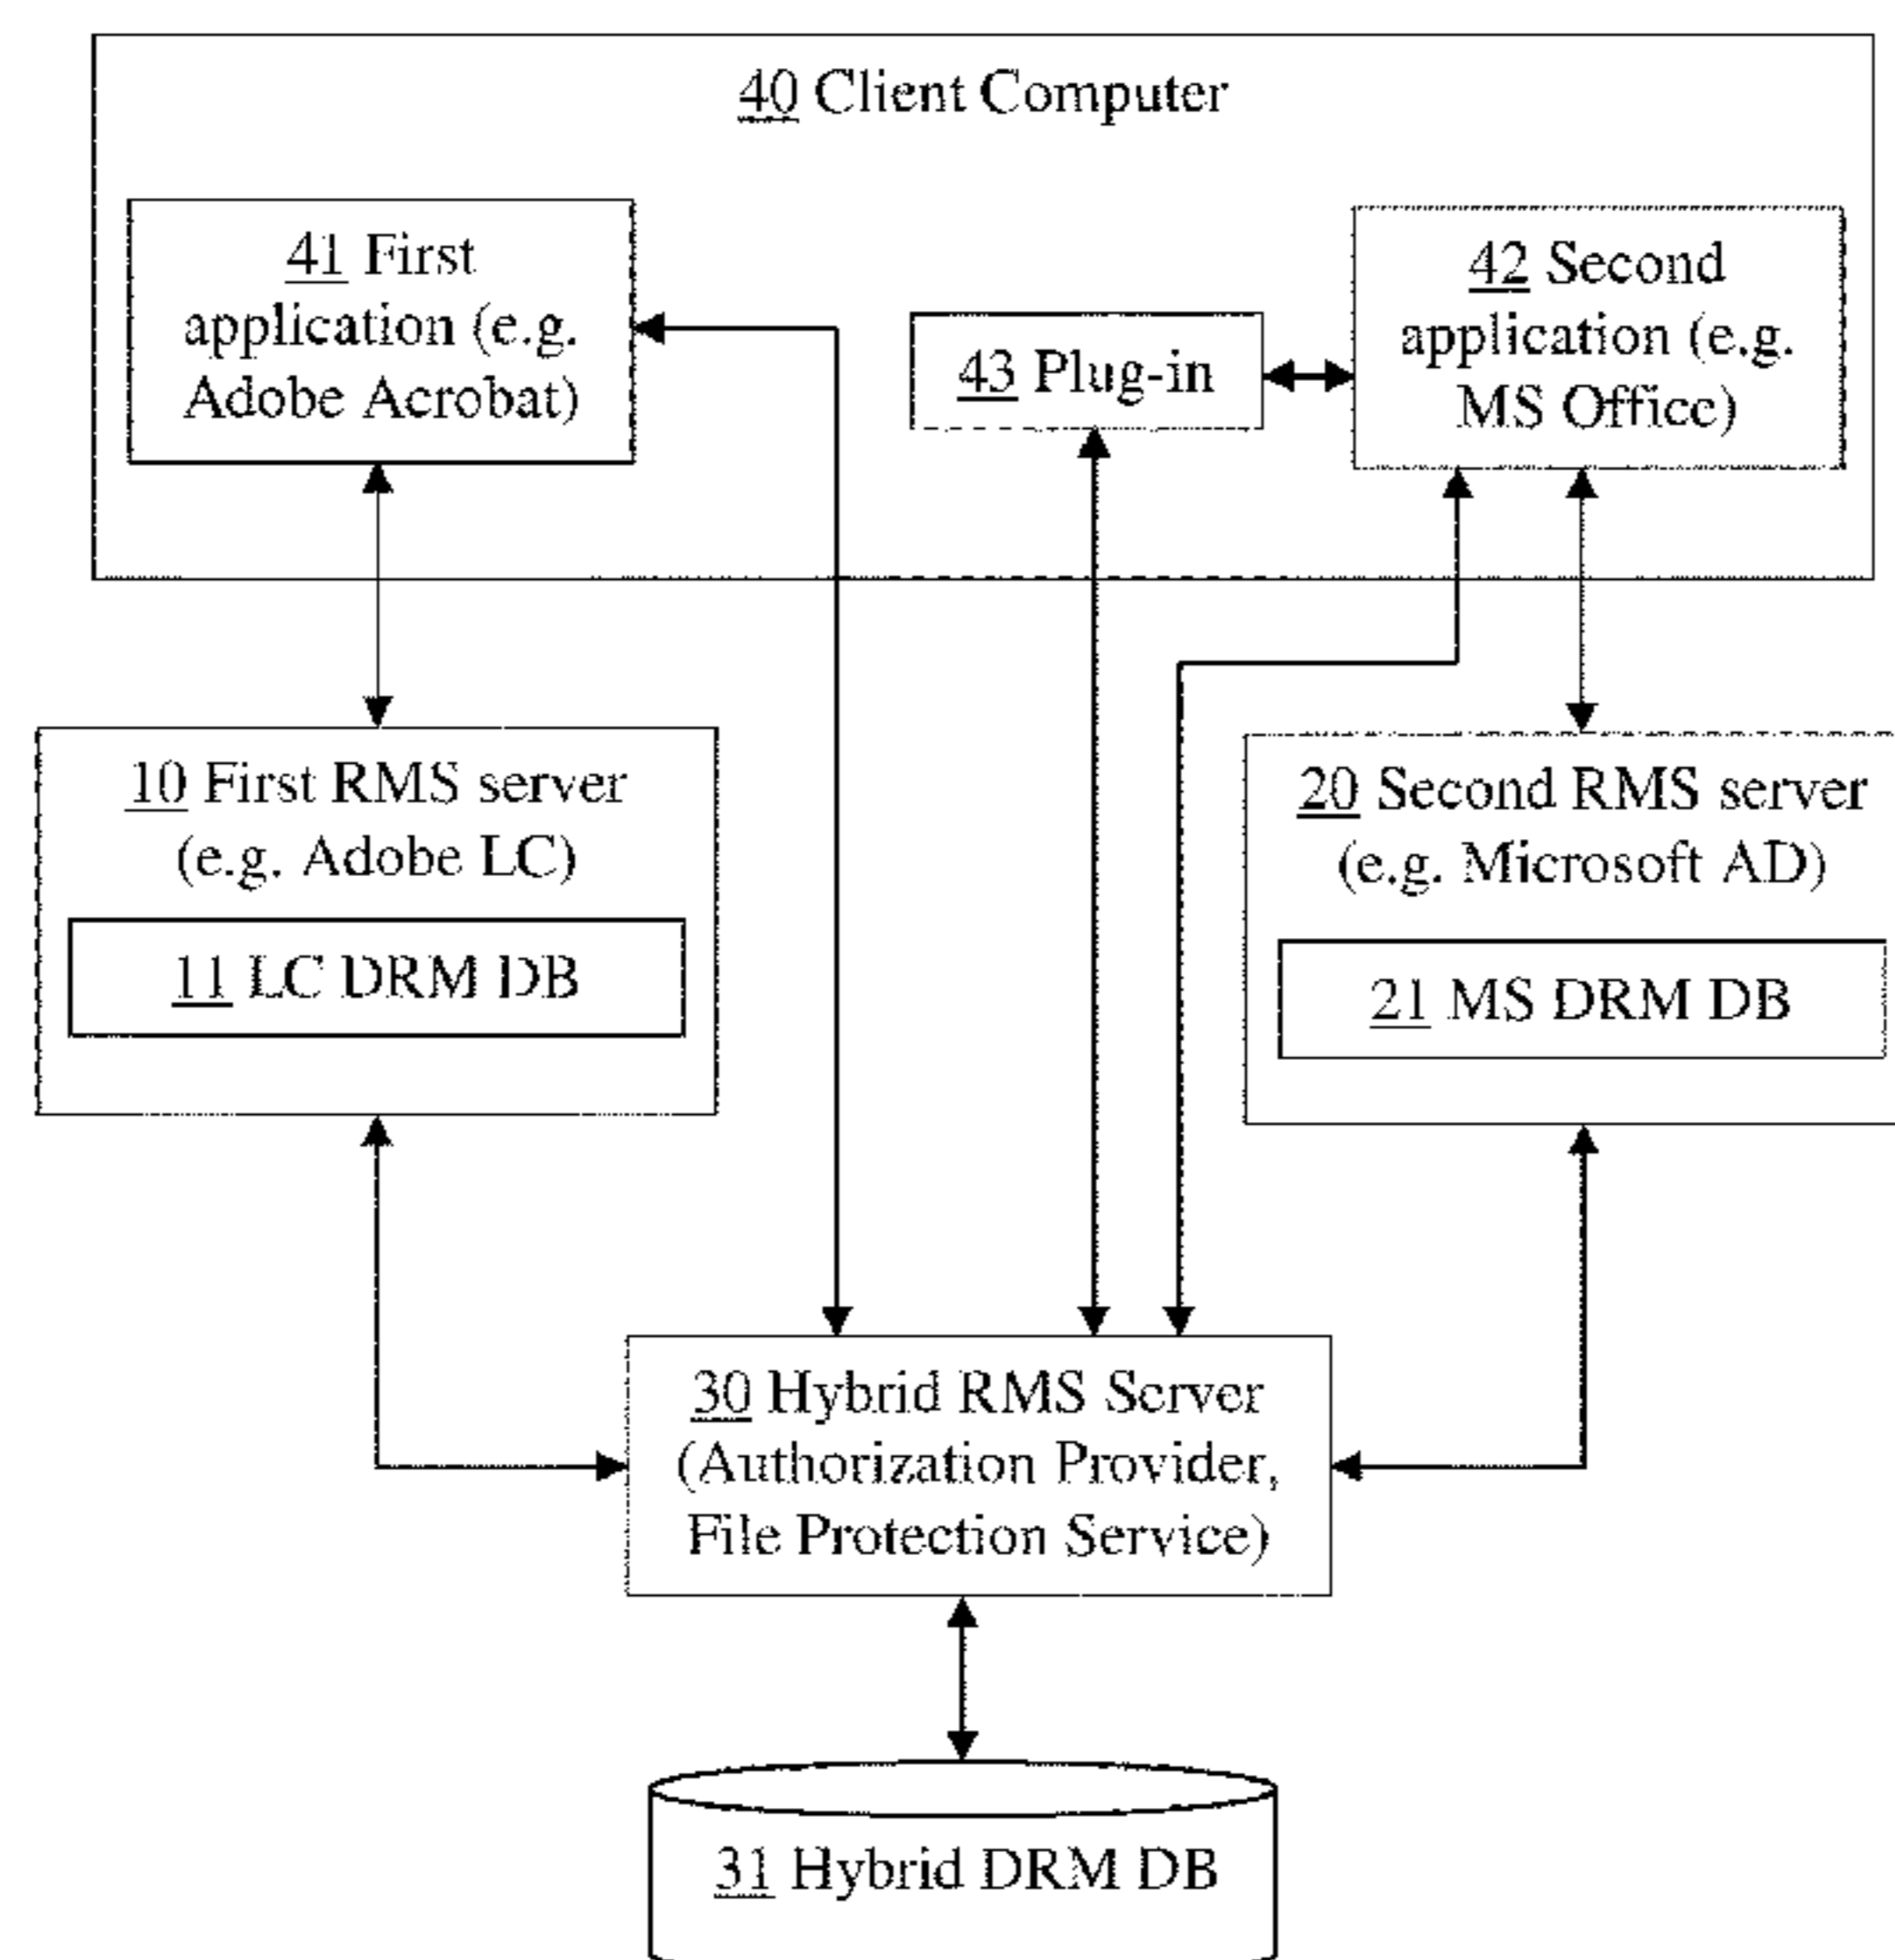 40 Client Computer
41 First
application (e.g.
Adobe Acrobat)
43 Plug-in
42 Second
application (e.g.
MS Office)
10 First RMS server
(e.g. Adobe LC)
11 LC DRM DB
20 Second RMS server
(e.g. Microsoft AD)
21 MS DRM DB
30 Hybrid RMS Server
(Authorization Provider,
File Protection Service)
31 Hybrid DRM DB